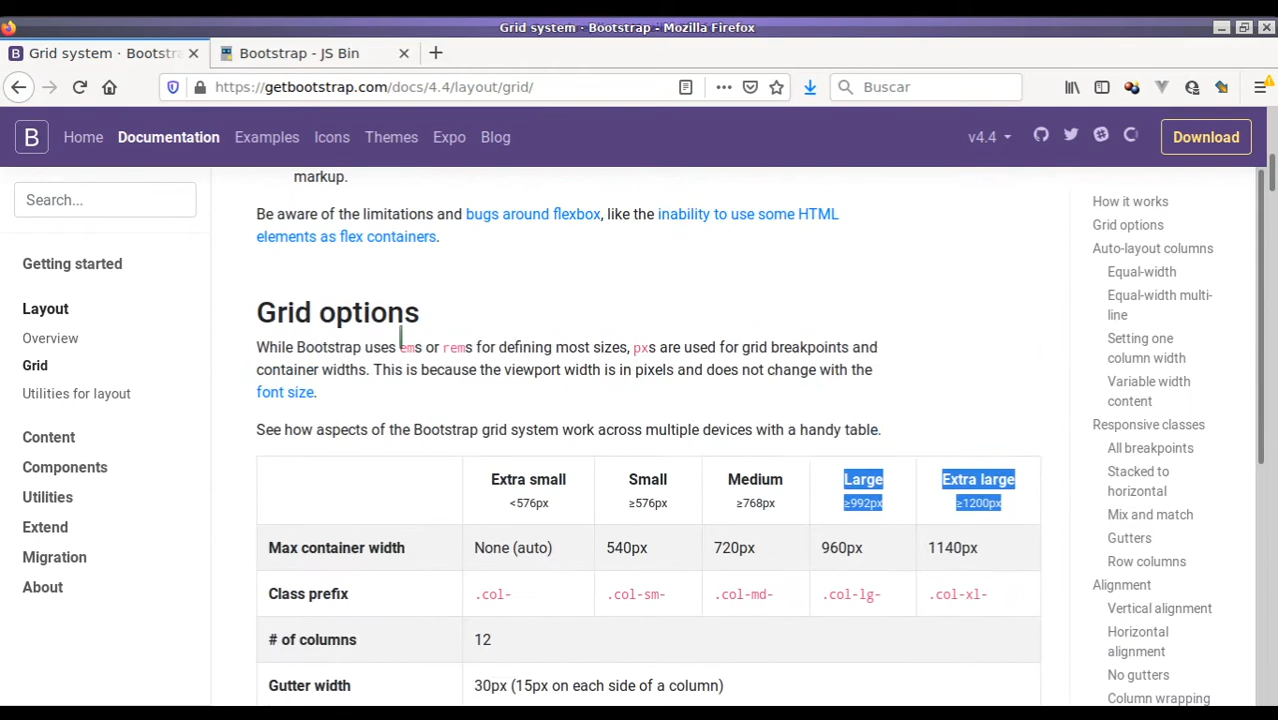 Grid system · Bootstrap - Mozilla Firefox
B Grid system · Bootstra
Bootstrap - JS Bin
https://getbootstrap.com/docs/4.4/layout/grid/
Buscar
B Home Documentation Examples Icons Themes Expo Blog v4.4 Download
Search...
Getting started
Layout
Overview
Grid
Utilities for layout
Content
Components
Utilities
Extend
Migration
About
markup.
Be aware of the limitations and bugs around flexbox, like the inability to use some HTML
elements as flex containers.
Grid options
While Bootstrap uses ems or rems for defining most sizes, pxs are used for grid breakpoints and
container widths. This is because the viewport width is in pixels and does not change with the
font size.
See how aspects of the Bootstrap grid system work across multiple devices with a handy table.
Extra small Small Medium Large Extra large
<576px ≥576px ≥768px ≥992px ≥1200px
Max container width None (auto) 540px 720px 960px 1140px
Class prefix .col- .col-sm- .col-md- .col-lg- .col-xl-
# of columns 12
Gutter width 30px (15px on each side of a column)
How it works
Grid options
Auto-layout columns
Equal-width
Equal-width multi-
line
Setting one
column width
Variable width
content
Responsive classes
All breakpoints
Stacked to
horizontal
Mix and match
Gutters
Row columns
Alignment
Vertical alignment
Horizontal
alignment
No gutters
Column wrapping